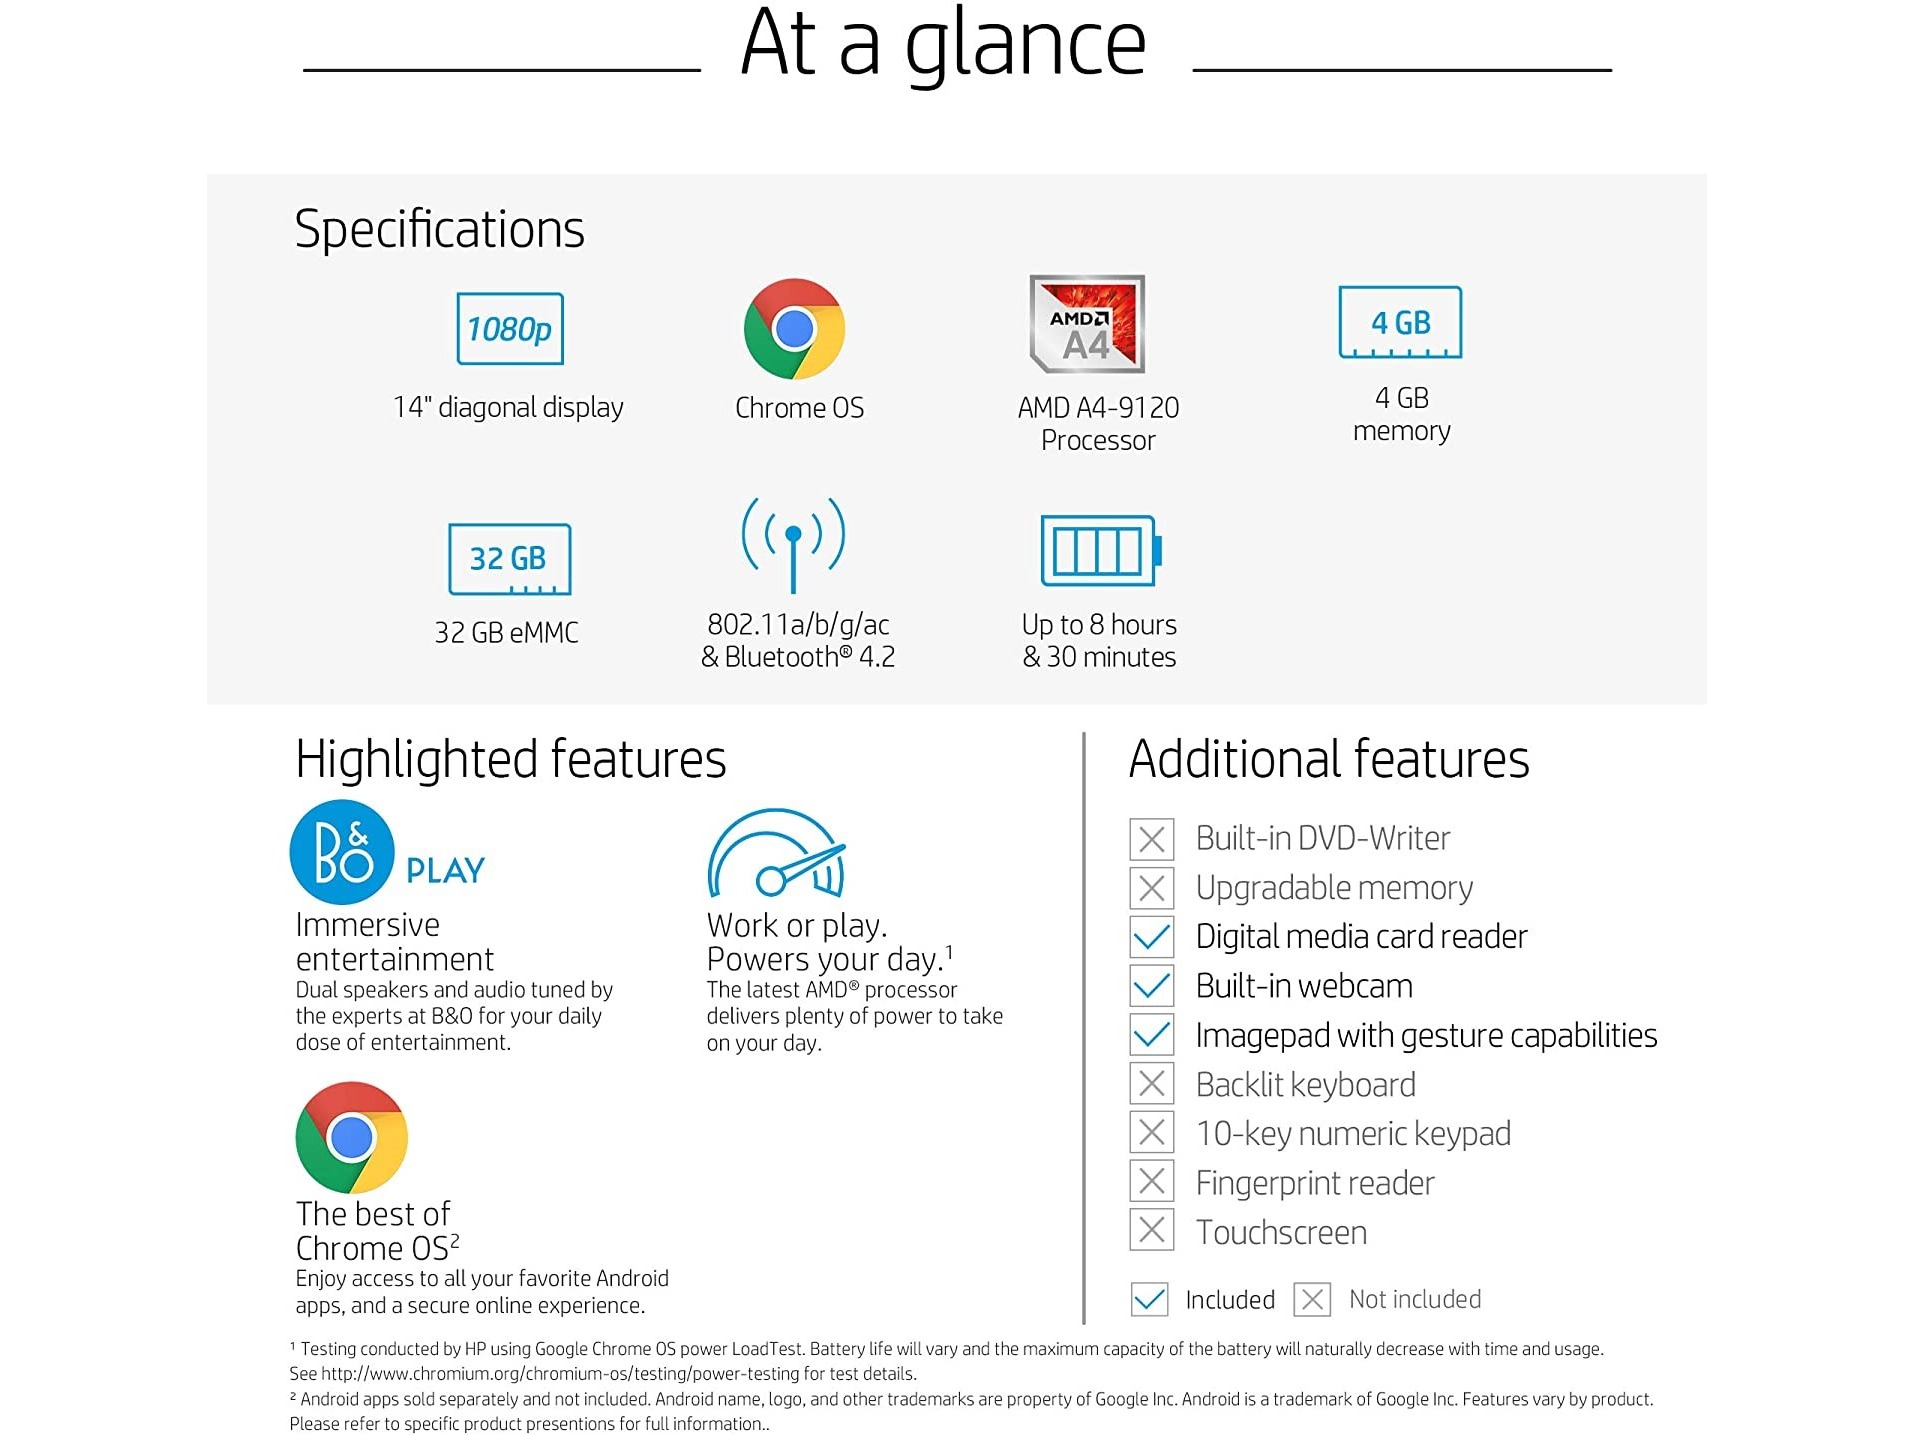 At a glance
Specifications
1080p
14" diagonal display
Chrome OS
AMD
A4
AMD A4-9120
Processor
4 GB
4 GB
memory
32 GB
32 GB eMMC
802.11a/b/g/ac
& Bluetooth® 4.2
Up to 8 hours
& 30 minutes
Highlighted features
B&O PLAY
Immersive
entertainment
Dual speakers and audio tuned by
the experts at B&O for your daily
dose of entertainment.
Work or play.
Powers your day.¹
The latest AMD® processor
delivers plenty of power to take
on your day.
The best of
Chrome OS²
Enjoy access to all your favorite Android
apps, and a secure online experience.
Additional features
Built-in DVD-Writer
Upgradable memory
Digital media card reader
Built-in webcam
Imagepad with gesture capabilities
Backlit keyboard
10-key numeric keypad
Fingerprint reader
Touchscreen
Included Not included
¹ Testing conducted by HP using Google Chrome OS power LoadTest. Battery life will vary and the maximum capacity of the battery will naturally decrease with time and usage.
See http://www.chromium.org/chromium-os/testing/power-testing for test details.
² Android apps sold separately and not included. Android name, logo, and other trademarks are property of Google Inc. Android is a trademark of Google Inc. Features vary by product.
Please refer to specific product presentions for full information..